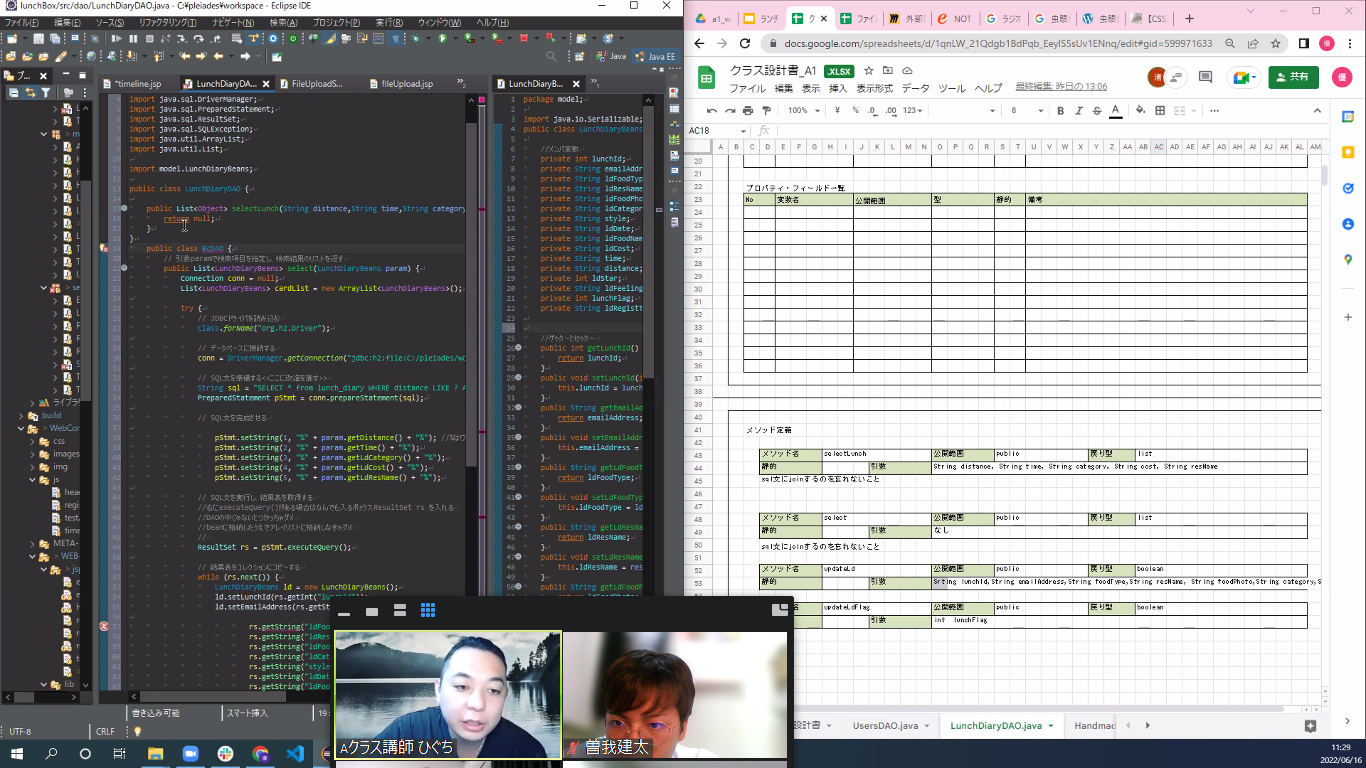 lunchBox/src/dao/LunchDiaryDAO.java - C:¥pleiades¥workspace - Eclipse IDE
ファイル(F) 編集(E) ソース(S) リファクタリング(T) ナビゲート(N) 検索(A) プロジェクト(P) 実行(R) ウィンドウ(W) ヘルプ(H)
Java
Java EE
*timeline.jsp
LunchDiaryDA...
FileUploadS...
fileUpload.jsp
import java.sql.DriverManager;
import java.sql.PreparedStatement;
import java.sql.ResultSet;
import java.sql.SQLException;
import java.util.ArrayList;
import java.util.List;
import model.LunchDiaryBeans;
public class LunchDiaryDAO {
public List<Object> selectLunch(String distance,String time,String category
return null;
}
}
public class BcDAO {
// 引数paramで検索項目を指定し、検索結果のリストを返す
public List<LunchDiaryBeans> select(LunchDiaryBeans param) {
Connection conn = null;
List<LunchDiaryBeans> cardList = new ArrayList<LunchDiaryBeans>();
try {
// JDBCドライバを読み込む
Class.forName("org.h2.Driver");
// データベースに接続する
conn = DriverManager.getConnection("jdbc:h2:file:C:/pleiades/wo
// SQL文を準備する<<ここに改造を施す>>
String sql = "SELECT * from lunch_diary WHERE distance LIKE ? A
PreparedStatement pStmt = conn.prepareStatement(sql);
// SQL文を完成させる
pStmt.setString(1, "%" + param.getDistance() + "%");
pStmt.setString(2, "%" + param.getTime() + "%");
pStmt.setString(3, "%" + param.getLdCategory() + "%");
pStmt.setString(4, "%" + param.getLdCost() + "%");
pStmt.setString(5, "%" + param.getLdResName() + "%");
// SQL文を実行し、結果表を取得する
//右にexecuteQuery()がある場合はなんでも入るボックスResultSet rs を入れる
//DAOの中じゃないとつかっちゃダメ
//beanに格納したうえでアレイリストに格納しなきゃダメ
//
ResultSet rs = pStmt.executeQuery();
// 結果表をコレクションにコピーする
while (rs.next()) {
LunchDiaryBeans ld = new LunchDiaryBeans();
ld.setLunchId(rs.getInt("lunchId"));
ld.setEmailAddress(rs.getSt
rs.getString("ldFoo
rs.getString("ldRes
rs.getString("ldFoo
rs.getString("ldCat
rs.getString("style
rs.getString("ldDat
rs.getString("ldFoo
ライブラ
build
WebCon
css
images
img
js
META-
WEB-
lib
LunchDiaryB...
package model;
import java.io.Serializable;
public class LunchDiaryBeans
//メンバ変数
private int lunchId;
private String emailAddr
private String ldFoodTyp
private String ldResName
private String ldFoodPho
private String ldCategor
private String style;
private String ldDate;
private String ldFoodNam
private String ldCost;
private String time;
private String distance;
private int ldStar;
private String ldFeeling
private int lunchFlag;
private String ldRegistT
//ゲッターとセッター
public int getLunchId()
return lunchId;
}
public void setLunchId(i
this.lunchId = lunch
}
public String getEmailAd
return emailAddress;
}
public void setEmailAddr
this.emailAddress =
}
public String getLdFoodT
return ldFoodType;
}
public void setLdFoodTyp
this.ldFoodType = ld
}
public String getLdResNa
return ldResName;
}
public void setLdResName
this.ldResName = res
}
public String getLdFoodP
書き込み可能
スマート挿入
UTF-8
CRLF
a1_w
ランチ
ファイ
外部
NOT
ラジオ
虫眼
虫眼
【CSS
docs.google.com/spreadsheets/d/1qnLW_21Qdgb1BdPqb_EeyIS5sUv1ENNq/edit#gid=599971633
クラス設計書_A1 .XLSX
ファイル 編集 表示 挿入 表示形式 データ ツール ヘルプ
最終編集: 昨日の 13:06
共有
優
100%
¥ % .0 .00 123
8
B I S A
AC18
fx
プロパティ・フィールド一覧
No 変数名 公開範囲 型 静的 備考
メソッド定義
メソッド名 selectLunch 公開範囲 public 戻り型 list
静的 引数 String distance, String time, String category, String cost, String resName
sql文にjoinするのを忘れないこと
メソッド名 select 公開範囲 public 戻り型 list
静的 引数 なし
sql文にjoinするのを忘れないこと
メソッド名 updateLd 公開範囲 public 戻り型 boolean
静的 引数 Srting lunchId,String emailAddress,String foodType,String resName, String foodPhoto,String category,S
updateLdFlag 公開範囲 public 戻り型 boolean
引数 int lunchFlag
設計書
UsersDAO.java
LunchDiaryDAO.java
Handmad
Aクラス講師 ひぐち
曽我建太
11:29
2022/06/16